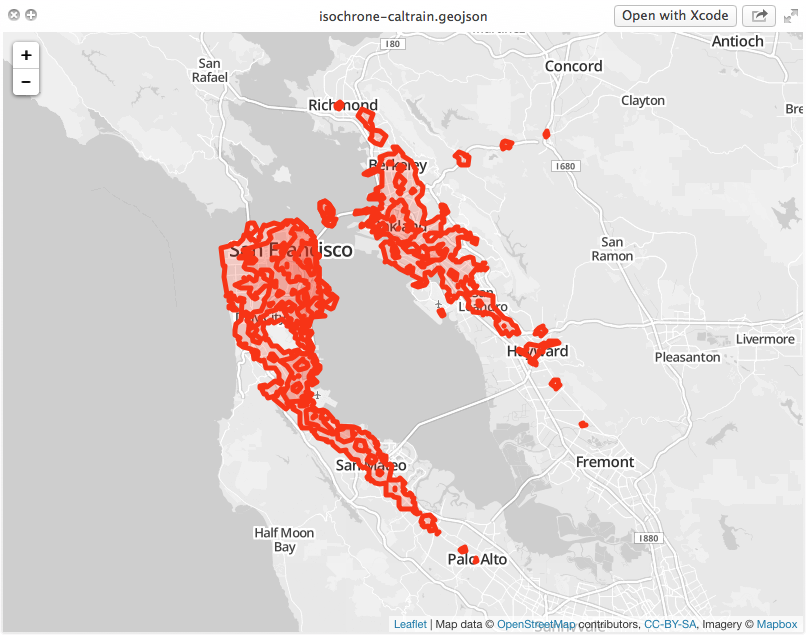 isochrone-caltrain.geojson
Open with Xcode
+
−
I80
Antioch
San
Rafael
Concord
Richmond
Clayton
Bre
Berkeley
I680
San Francisco
San
Ramon
San
Leandro
Livermore
Hayward
Pleasanton
San Mateo
Fremont
Half Moon
Bay
I880
Palo Alto
Sunnyvale
Leaflet | Map data © OpenStreetMap contributors, CC-BY-SA, Imagery © Mapbox